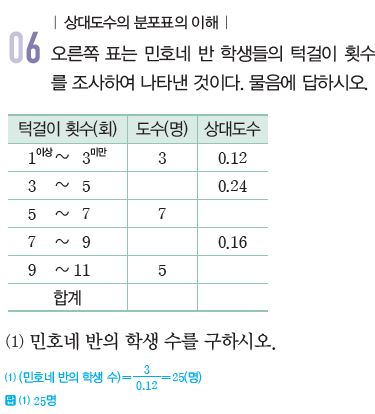 | 상대도수의 분포표의 이해 |
06 오른쪽 표는 민호네 반 학생들의 턱걸이 횟수
를 조사하여 나타낸 것이다. 물음에 답하시오.
턱걸이 횟수(회) 도수(명) 상대도수
1이상 ~ 3미만 3 0.12
3 ~ 5 0.24
5 ~ 7 7
7 ~ 9 0.16
9 ~ 11 5
합계
(1) 민호네 반의 학생 수를 구하시오.
(1) (민호네 반의 학생 수)=3/0.12=25(명)
답 (1) 25명